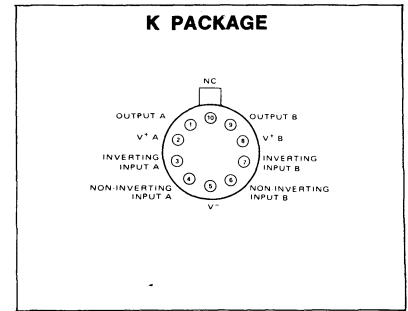 K PACKAGE
NC
OUTPUT A
OUTPUT B
10
1
9
V+ A
2
8
V+ B
INVERTING
INPUT A
3
7
INVERTING
INPUT B
NON-INVERTING
INPUT A
4
5
6
NON INVERTING
INPUT B
V−